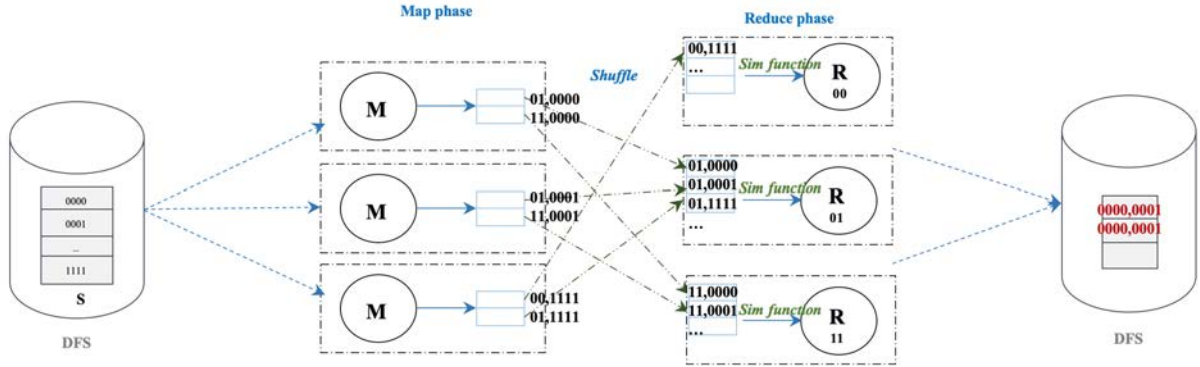 Map phase
Reduce phase
Shuffle
0000
0001
...
1111
S
DFS
M
01,0000
11,0000
M
01,0001
11,0001
M
00,1111
01,1111
00,1111
...
Sim function
R
00
01,0000
01,0001
01,1111
...
Sim function
R
01
11,0000
11,0001
...
Sim function
R
11
0000,0001
0000,0001
DFS